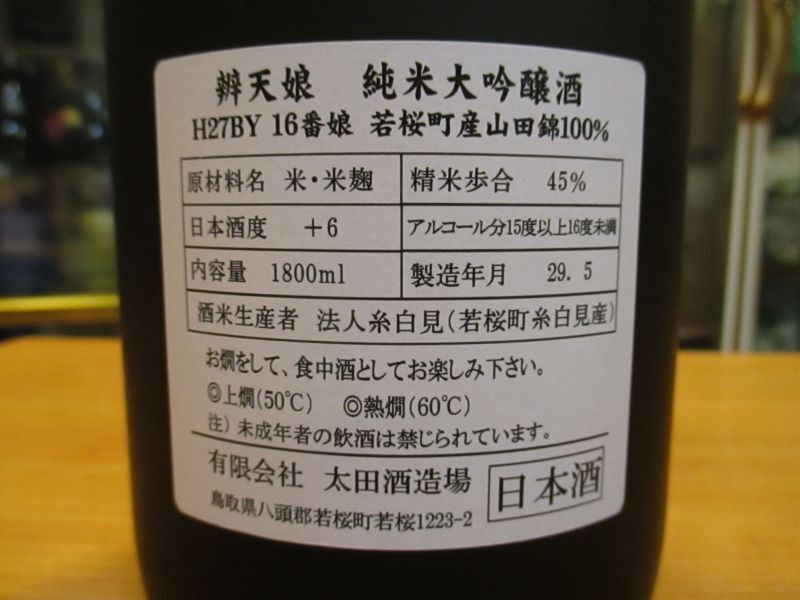 辨天娘 純米大吟醸酒
H27BY 16番娘 若桜町産山田錦100%
原材料名 米・米麹 精米歩合 45%
日本酒度 +6 アルコール分15度以上16度未満
内容量 1800ml 製造年月 29. 5
酒米生産者 法人糸白見(若桜町糸白見産)
お燗をして、食中酒としてお楽しみ下さい。
◎上燗(50℃) ◎熱燗(60℃)
注)未成年者の飲酒は禁じられています。
有限会社 太田酒造場 日本酒
鳥取県八頭郡若桜町若桜1223-2